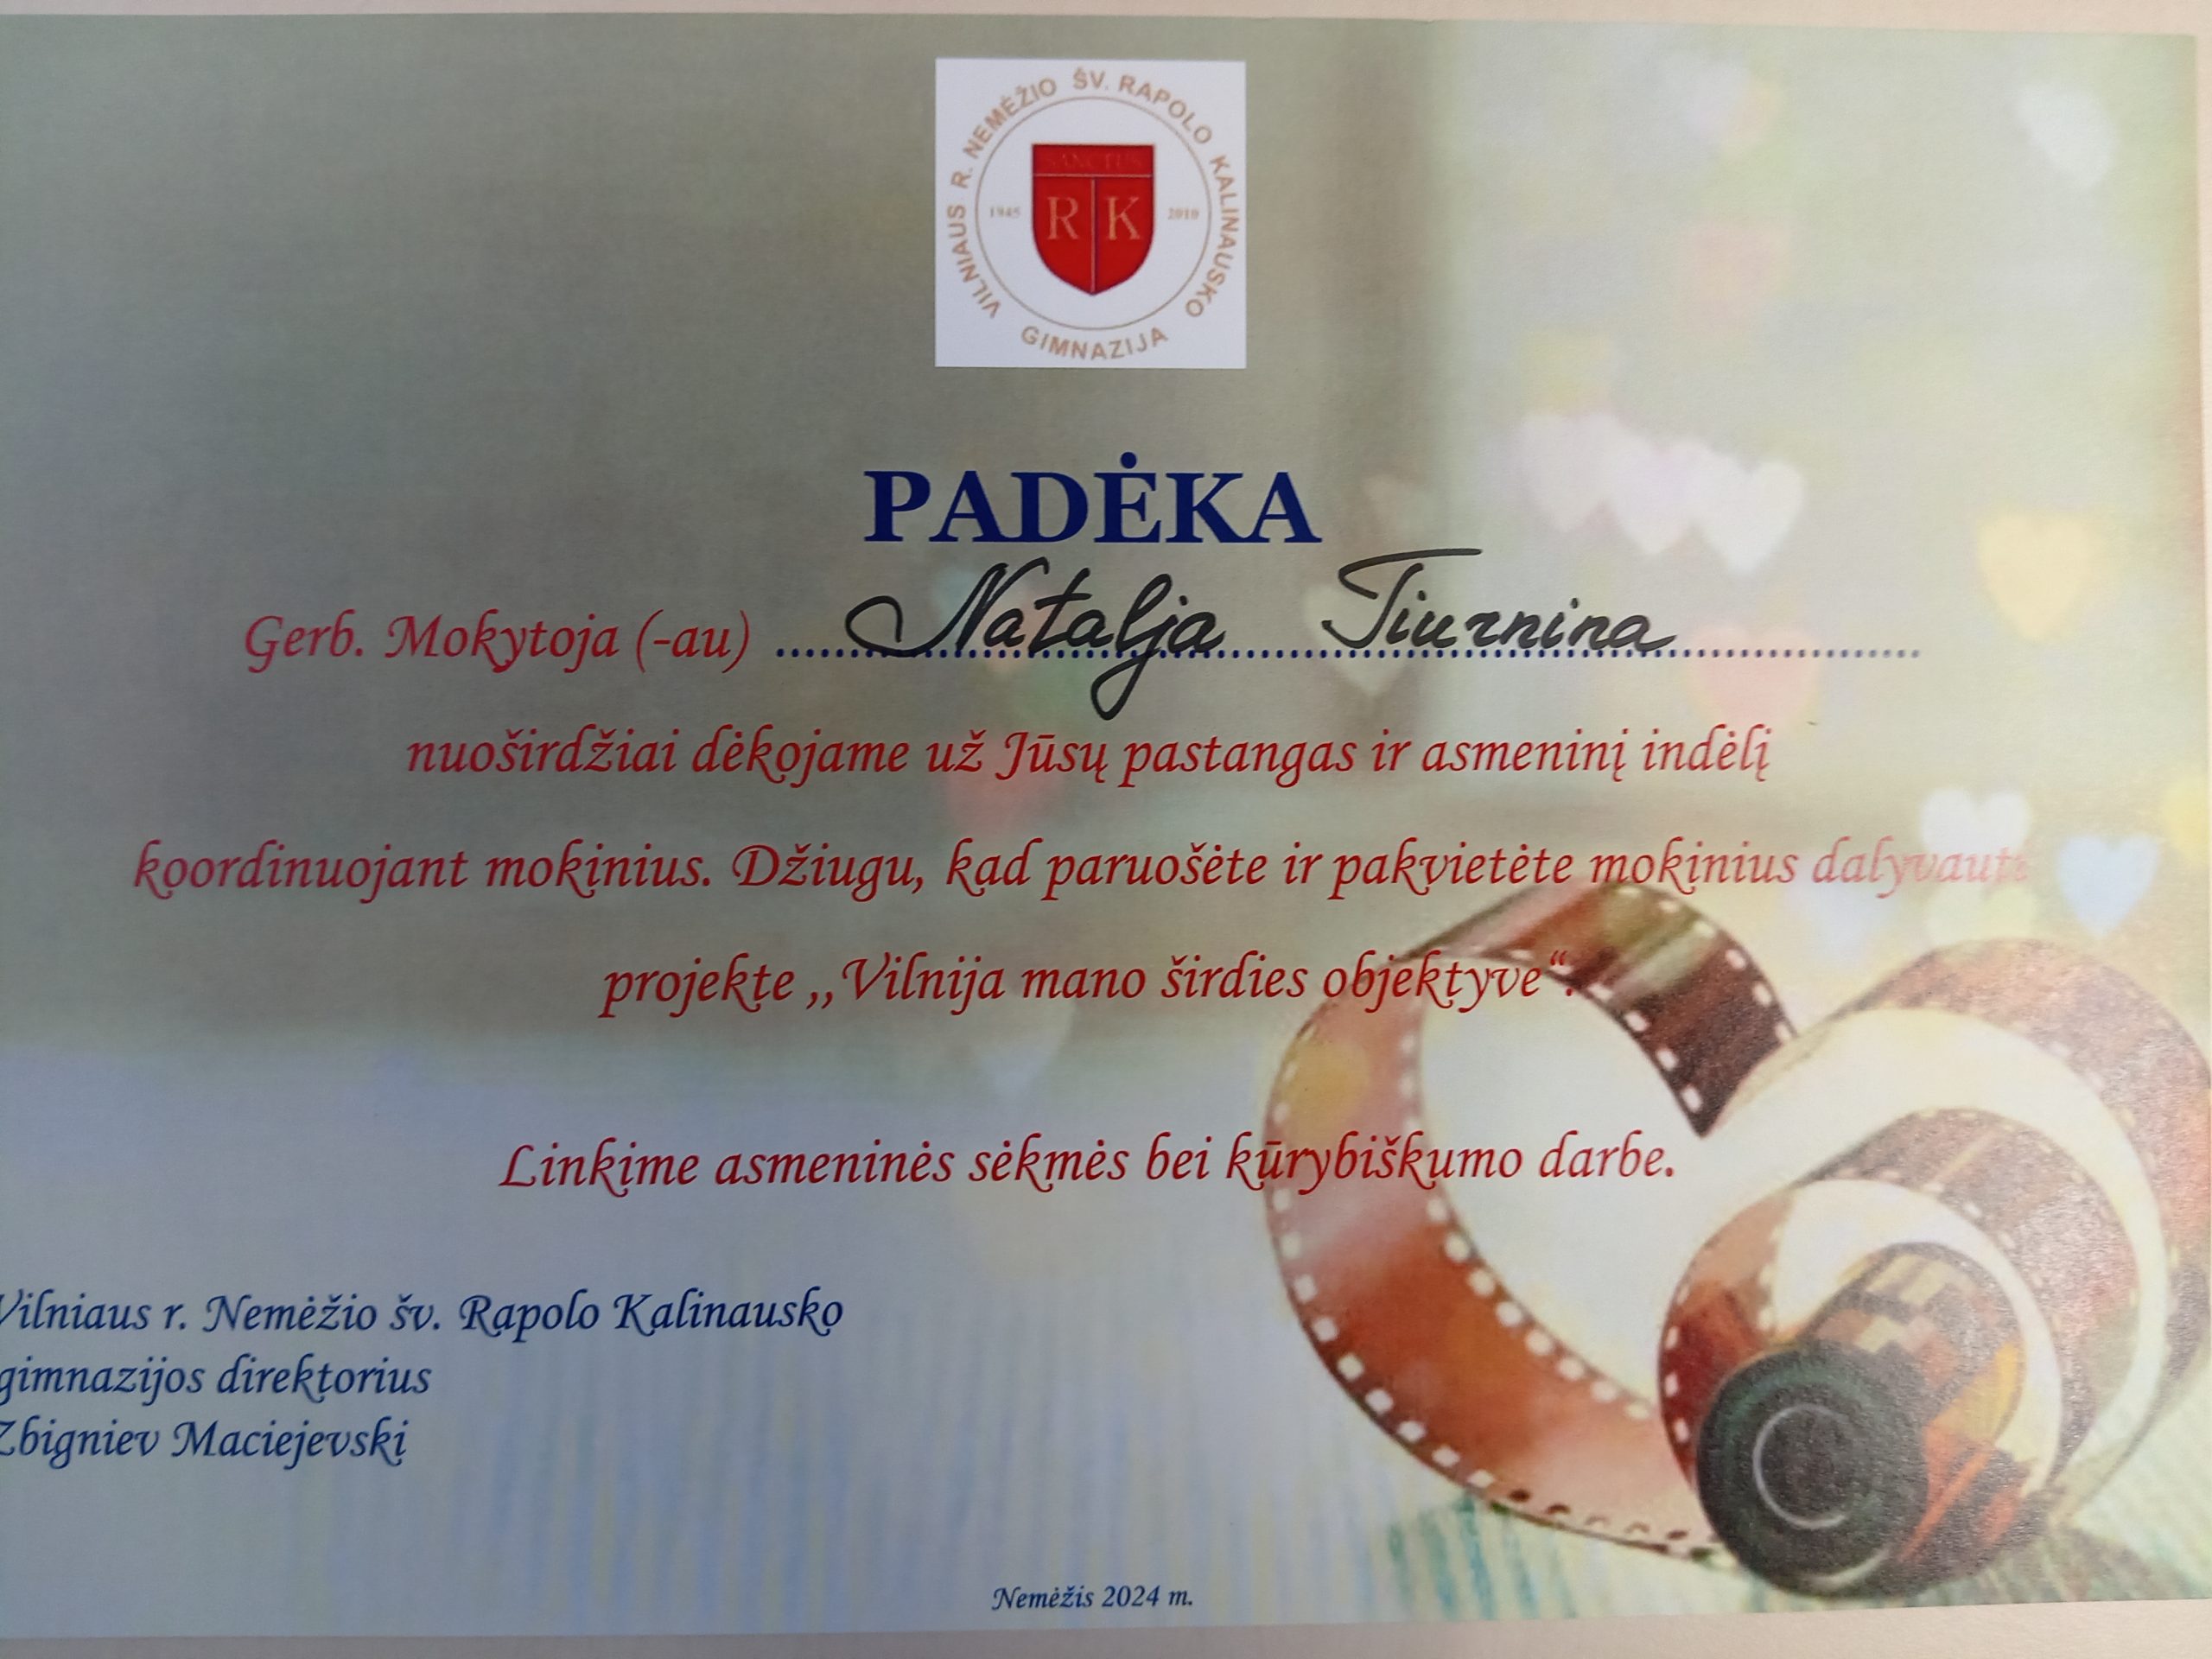 VILNIAUS R. NEMĖŽIO ŠV. RAPOLO KALINAUSKO
GIMNAZIJA
SANCTUS
1945 R K 2010
PADĖKA
Gerb. Mokytoja (-au) ....Natalja Tiurnina....
nuoširdžiai dėkojame už Jūsų pastangas ir asmeninį indėlį
koordinuojant mokinius. Džiugu, kad paruošėte ir pakvietėte mokinius dalyvauti
projekte ,,Vilnija mano širdies objektyve“.
Linkime asmeninės sėkmės bei kūrybiškumo darbe.
Vilniaus r. Nemėžio šv. Rapolo Kalinausko
gimnazijos direktorius
Zbigniev Maciejevski
Nemėžis 2024 m.